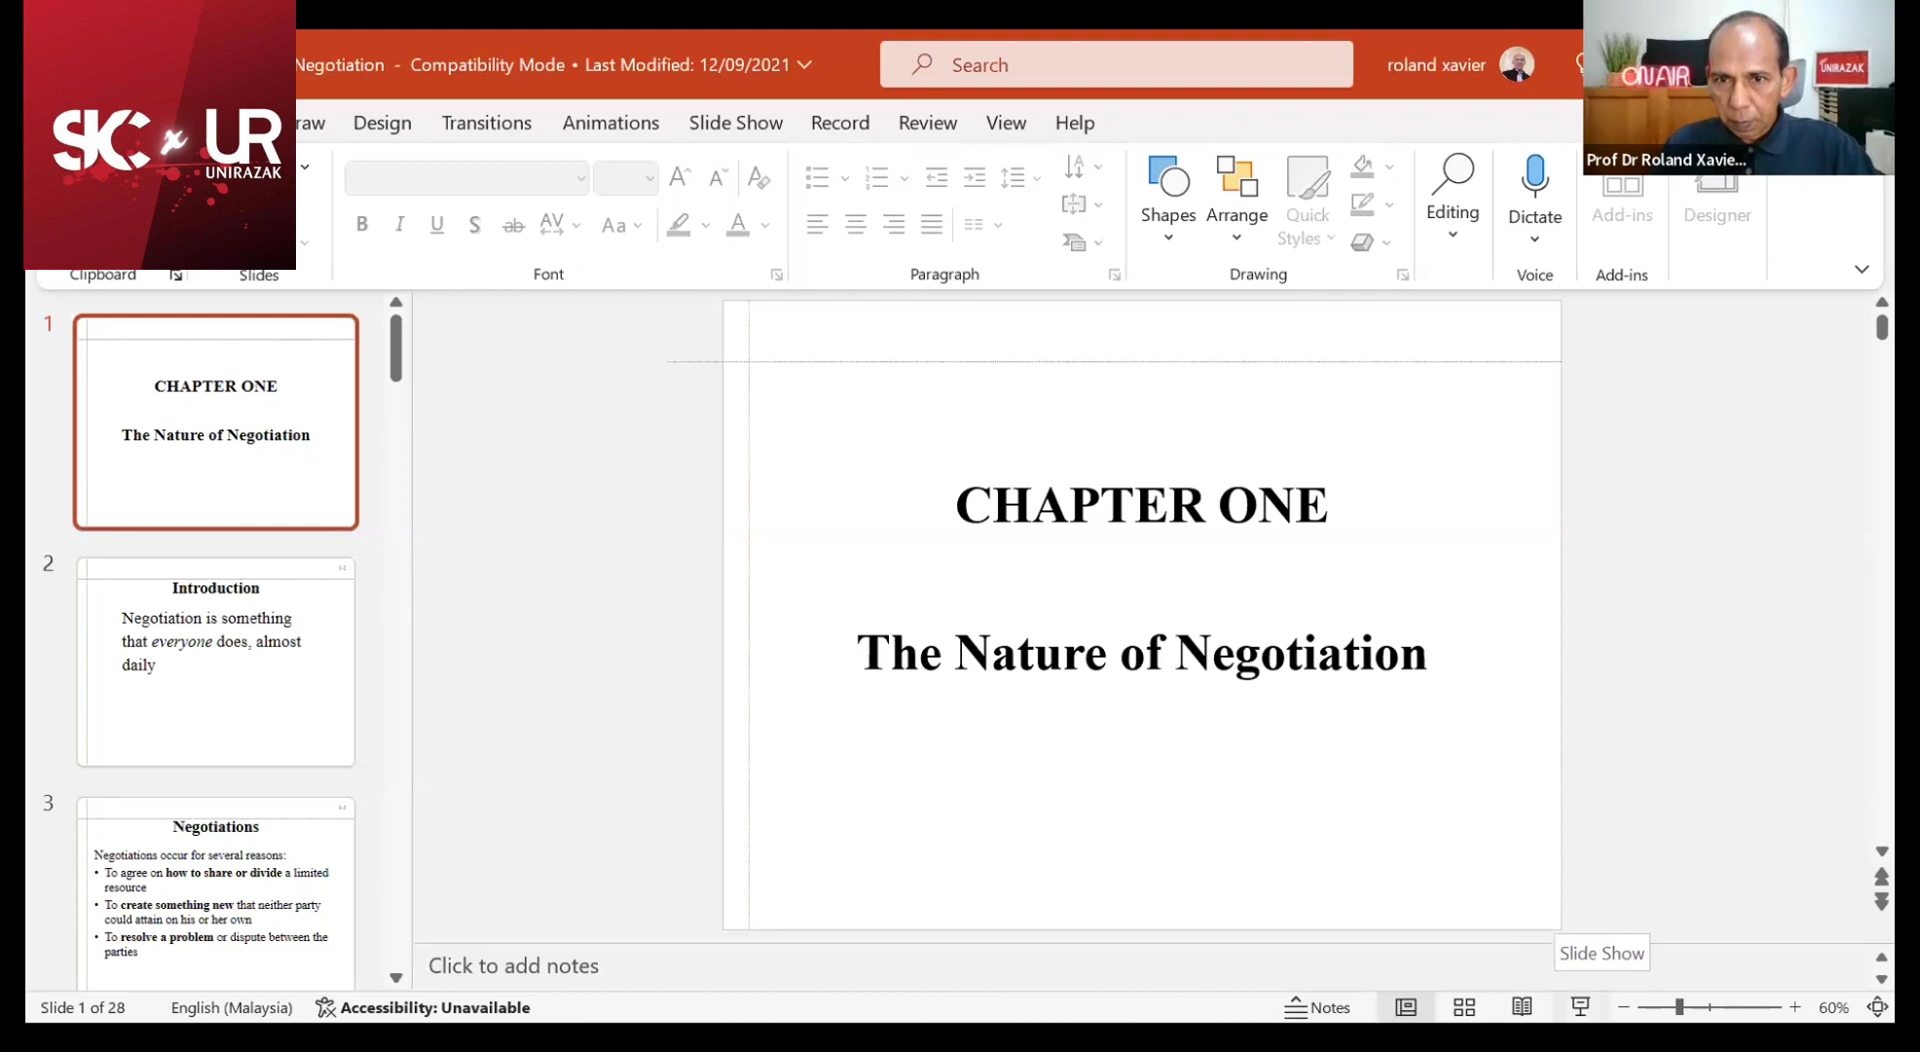 SKC x UR
UNIRAZAK
Negotiation - Compatibility Mode • Last Modified: 12/09/2021
Search
roland xavier
ON AIR
UNIRAZAK
Prof Dr Roland Xavie...
raw Design Transitions Animations Slide Show Record Review View Help
Shapes Arrange Quick Styles Editing Dictate Add-ins Designer
B I U S ab AV Aa A
Clipboard Slides Font Paragraph Drawing Voice Add-ins
1
CHAPTER ONE
The Nature of Negotiation
2
Introduction
Negotiation is something
that everyone does, almost
daily
3
Negotiations
Negotiations occur for several reasons:
• To agree on how to share or divide a limited
resource
• To create something new that neither party
could attain on his or her own
• To resolve a problem or dispute between the
parties
CHAPTER ONE
The Nature of Negotiation
Click to add notes
Slide Show
Slide 1 of 28 English (Malaysia) Accessibility: Unavailable Notes 60%